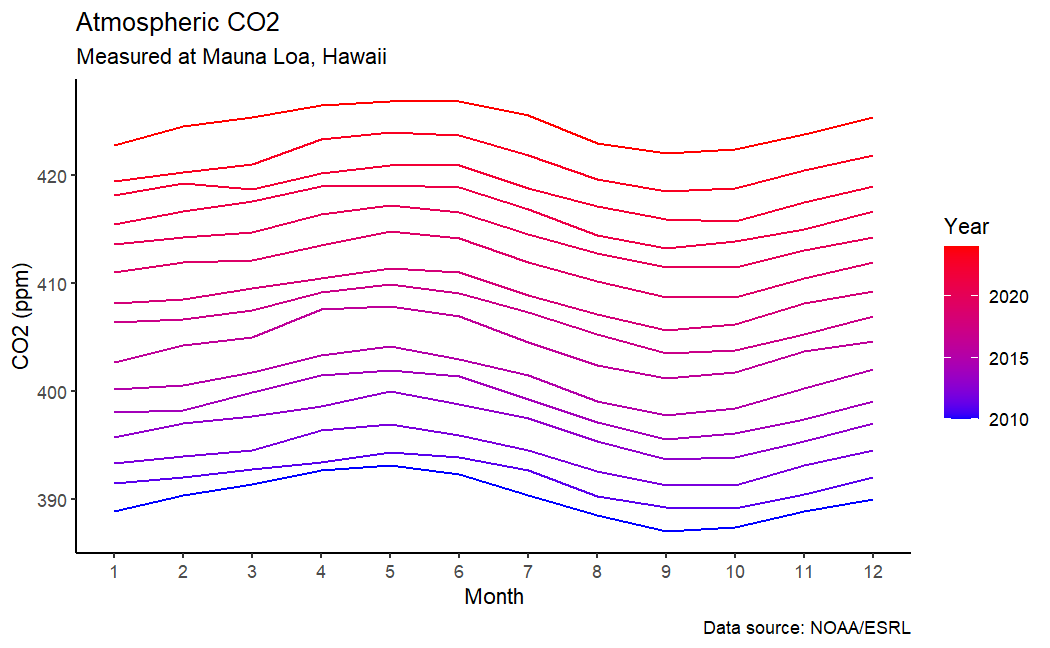 Atmospheric CO2
Measured at Mauna Loa, Hawaii
CO2 (ppm)
420
410
400
390
1 2 3 4 5 6 7 8 9 10 11 12
Month
Year
2020
2015
2010
Data source: NOAA/ESRL